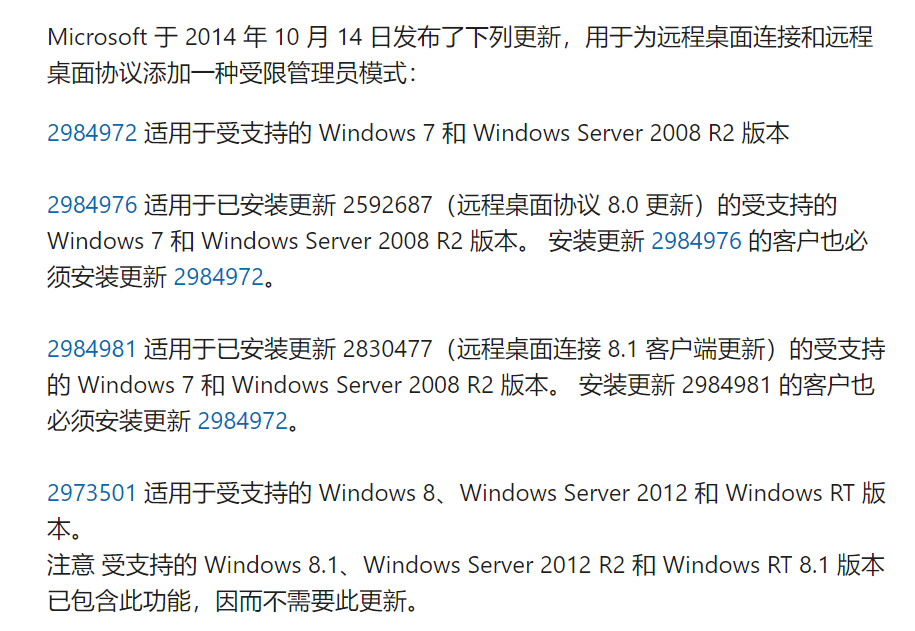 Microsoft 于 2014 年 10 月 14 日发布了下列更新，用于为远程桌面连接和远程
桌面协议添加一种受限管理员模式：
2984972 适用于受支持的 Windows 7 和 Windows Server 2008 R2 版本
2984976 适用于已安装更新 2592687（远程桌面协议 8.0 更新）的受支持的
Windows 7 和 Windows Server 2008 R2 版本。 安装更新 2984976 的客户也必
须安装更新 2984972。
2984981 适用于已安装更新 2830477（远程桌面连接 8.1 客户端更新）的受支持
的 Windows 7 和 Windows Server 2008 R2 版本。 安装更新 2984981 的客户也
必须安装更新 2984972。
2973501 适用于受支持的 Windows 8、Windows Server 2012 和 Windows RT 版
本。
注意 受支持的 Windows 8.1、Windows Server 2012 R2 和 Windows RT 8.1 版本
已包含此功能，因而不需要此更新。